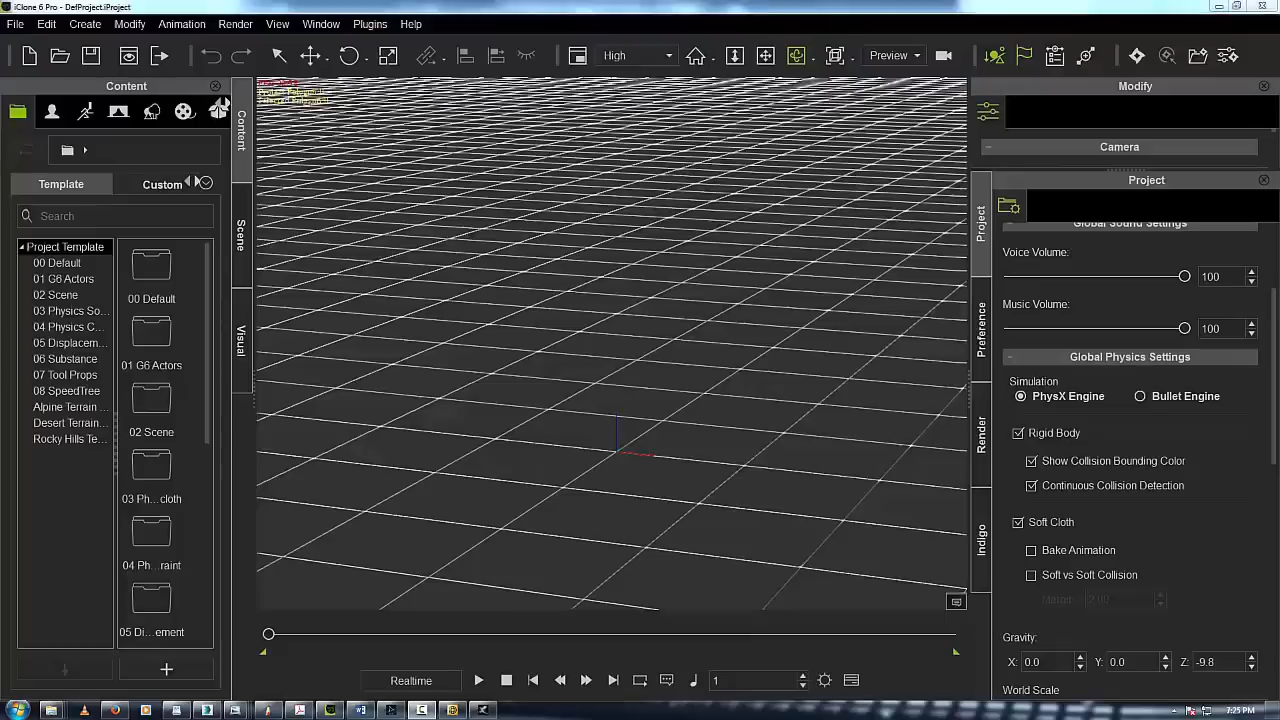 iClone 6 Pro - DefProject.iProject
File Edit Create Modify Animation Render View Window Plugins Help
High
Preview
Content
Modify
Content
Camera
Template
Custom
Project
Project
Search
Global Sound Settings
Voice Volume:
100
Music Volume:
100
Project Template
00 Default
01 G6 Actors
02 Scene
03 Physics So...
04 Physics C...
05 Displacem...
06 Substance
07 Tool Props
08 SpeedTree
Alpine Terrain ...
Desert Terrain...
Rocky Hills Te...
00 Default
01 G6 Actors
02 Scene
03 Ph...cloth
04 Ph...raint
05 Di...ement
Scene
Visual
Preference
Render
Indigo
Global Physics Settings
Simulation
PhysX Engine
Bullet Engine
Rigid Body
Show Collision Bounding Color
Continuous Collision Detection
Soft Cloth
Bake Animation
Soft vs Soft Collision
2.00
Gravity:
X: 0.0 Y: 0.0 Z: -9.8
World Scale
Realtime
1
7:25 PM